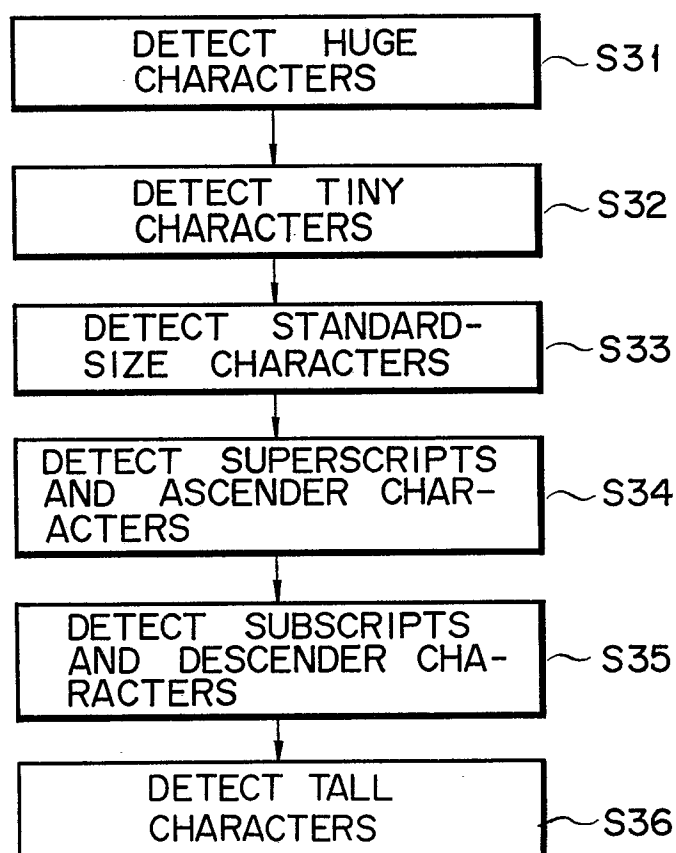 DETECT HUGE
CHARACTERS
S31
DETECT TINY
CHARACTERS
S32
DETECT STANDARD-
SIZE CHARACTERS
S33
DETECT SUPERSCRIPTS
AND ASCENDER CHAR-
ACTERS
S34
DETECT SUBSCRIPTS
AND DESCENDER CHA-
RACTERS
S35
DETECT TALL
CHARACTERS
S36